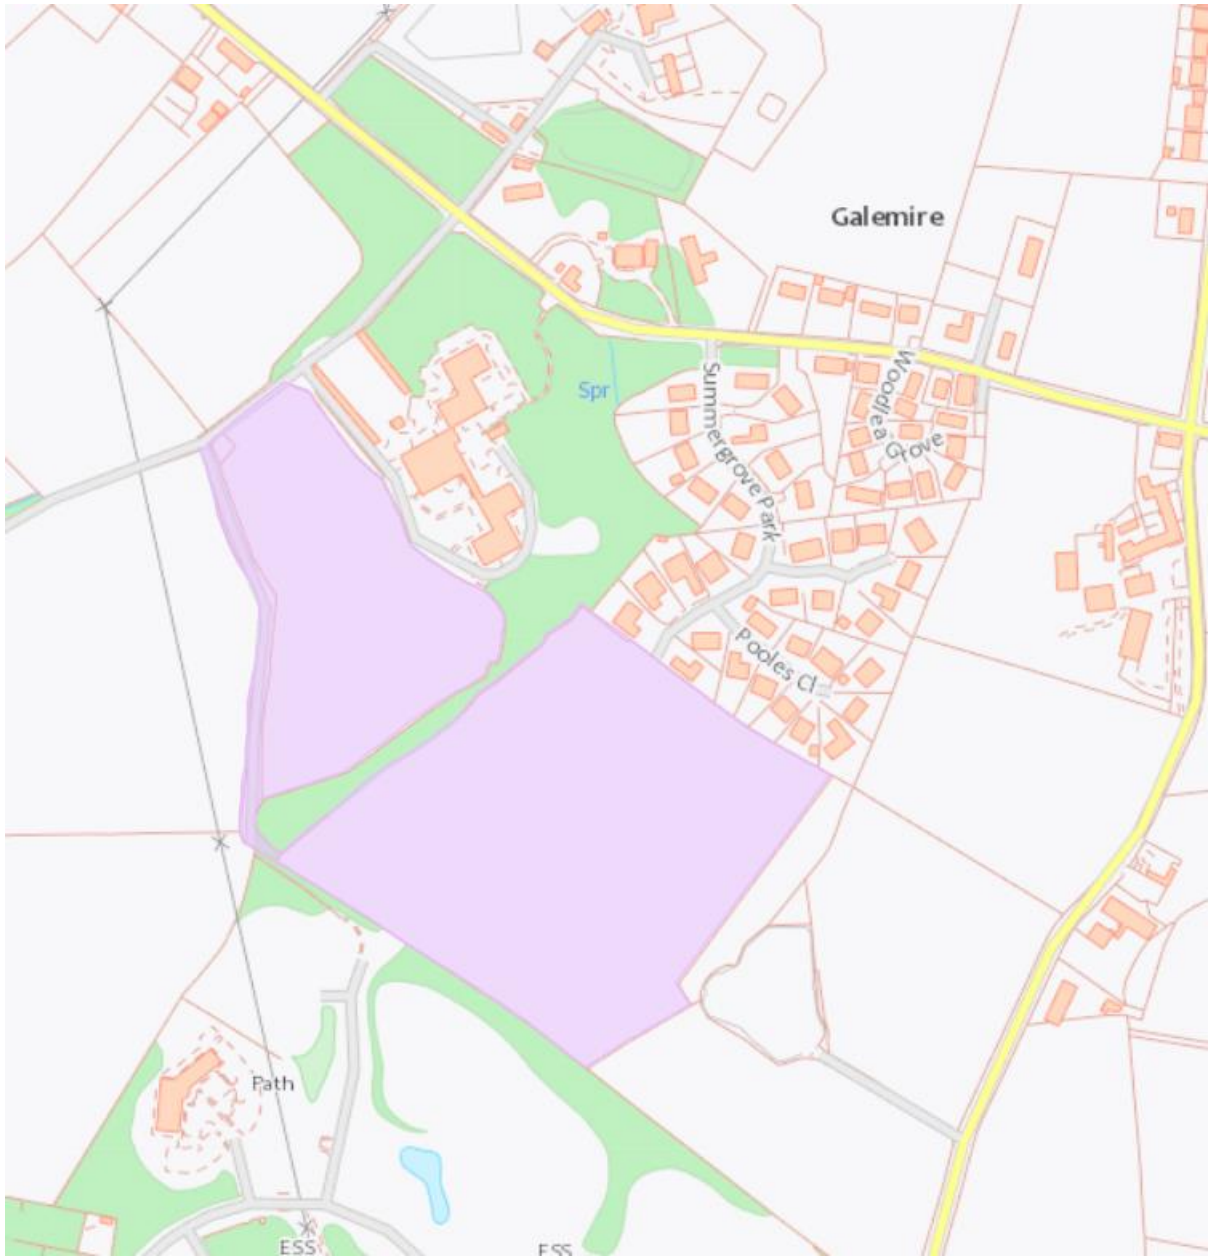 Galemire
Spr
Summergrove Park
Woodlea Grove
Pooles Cl
Path
ESS
ESS